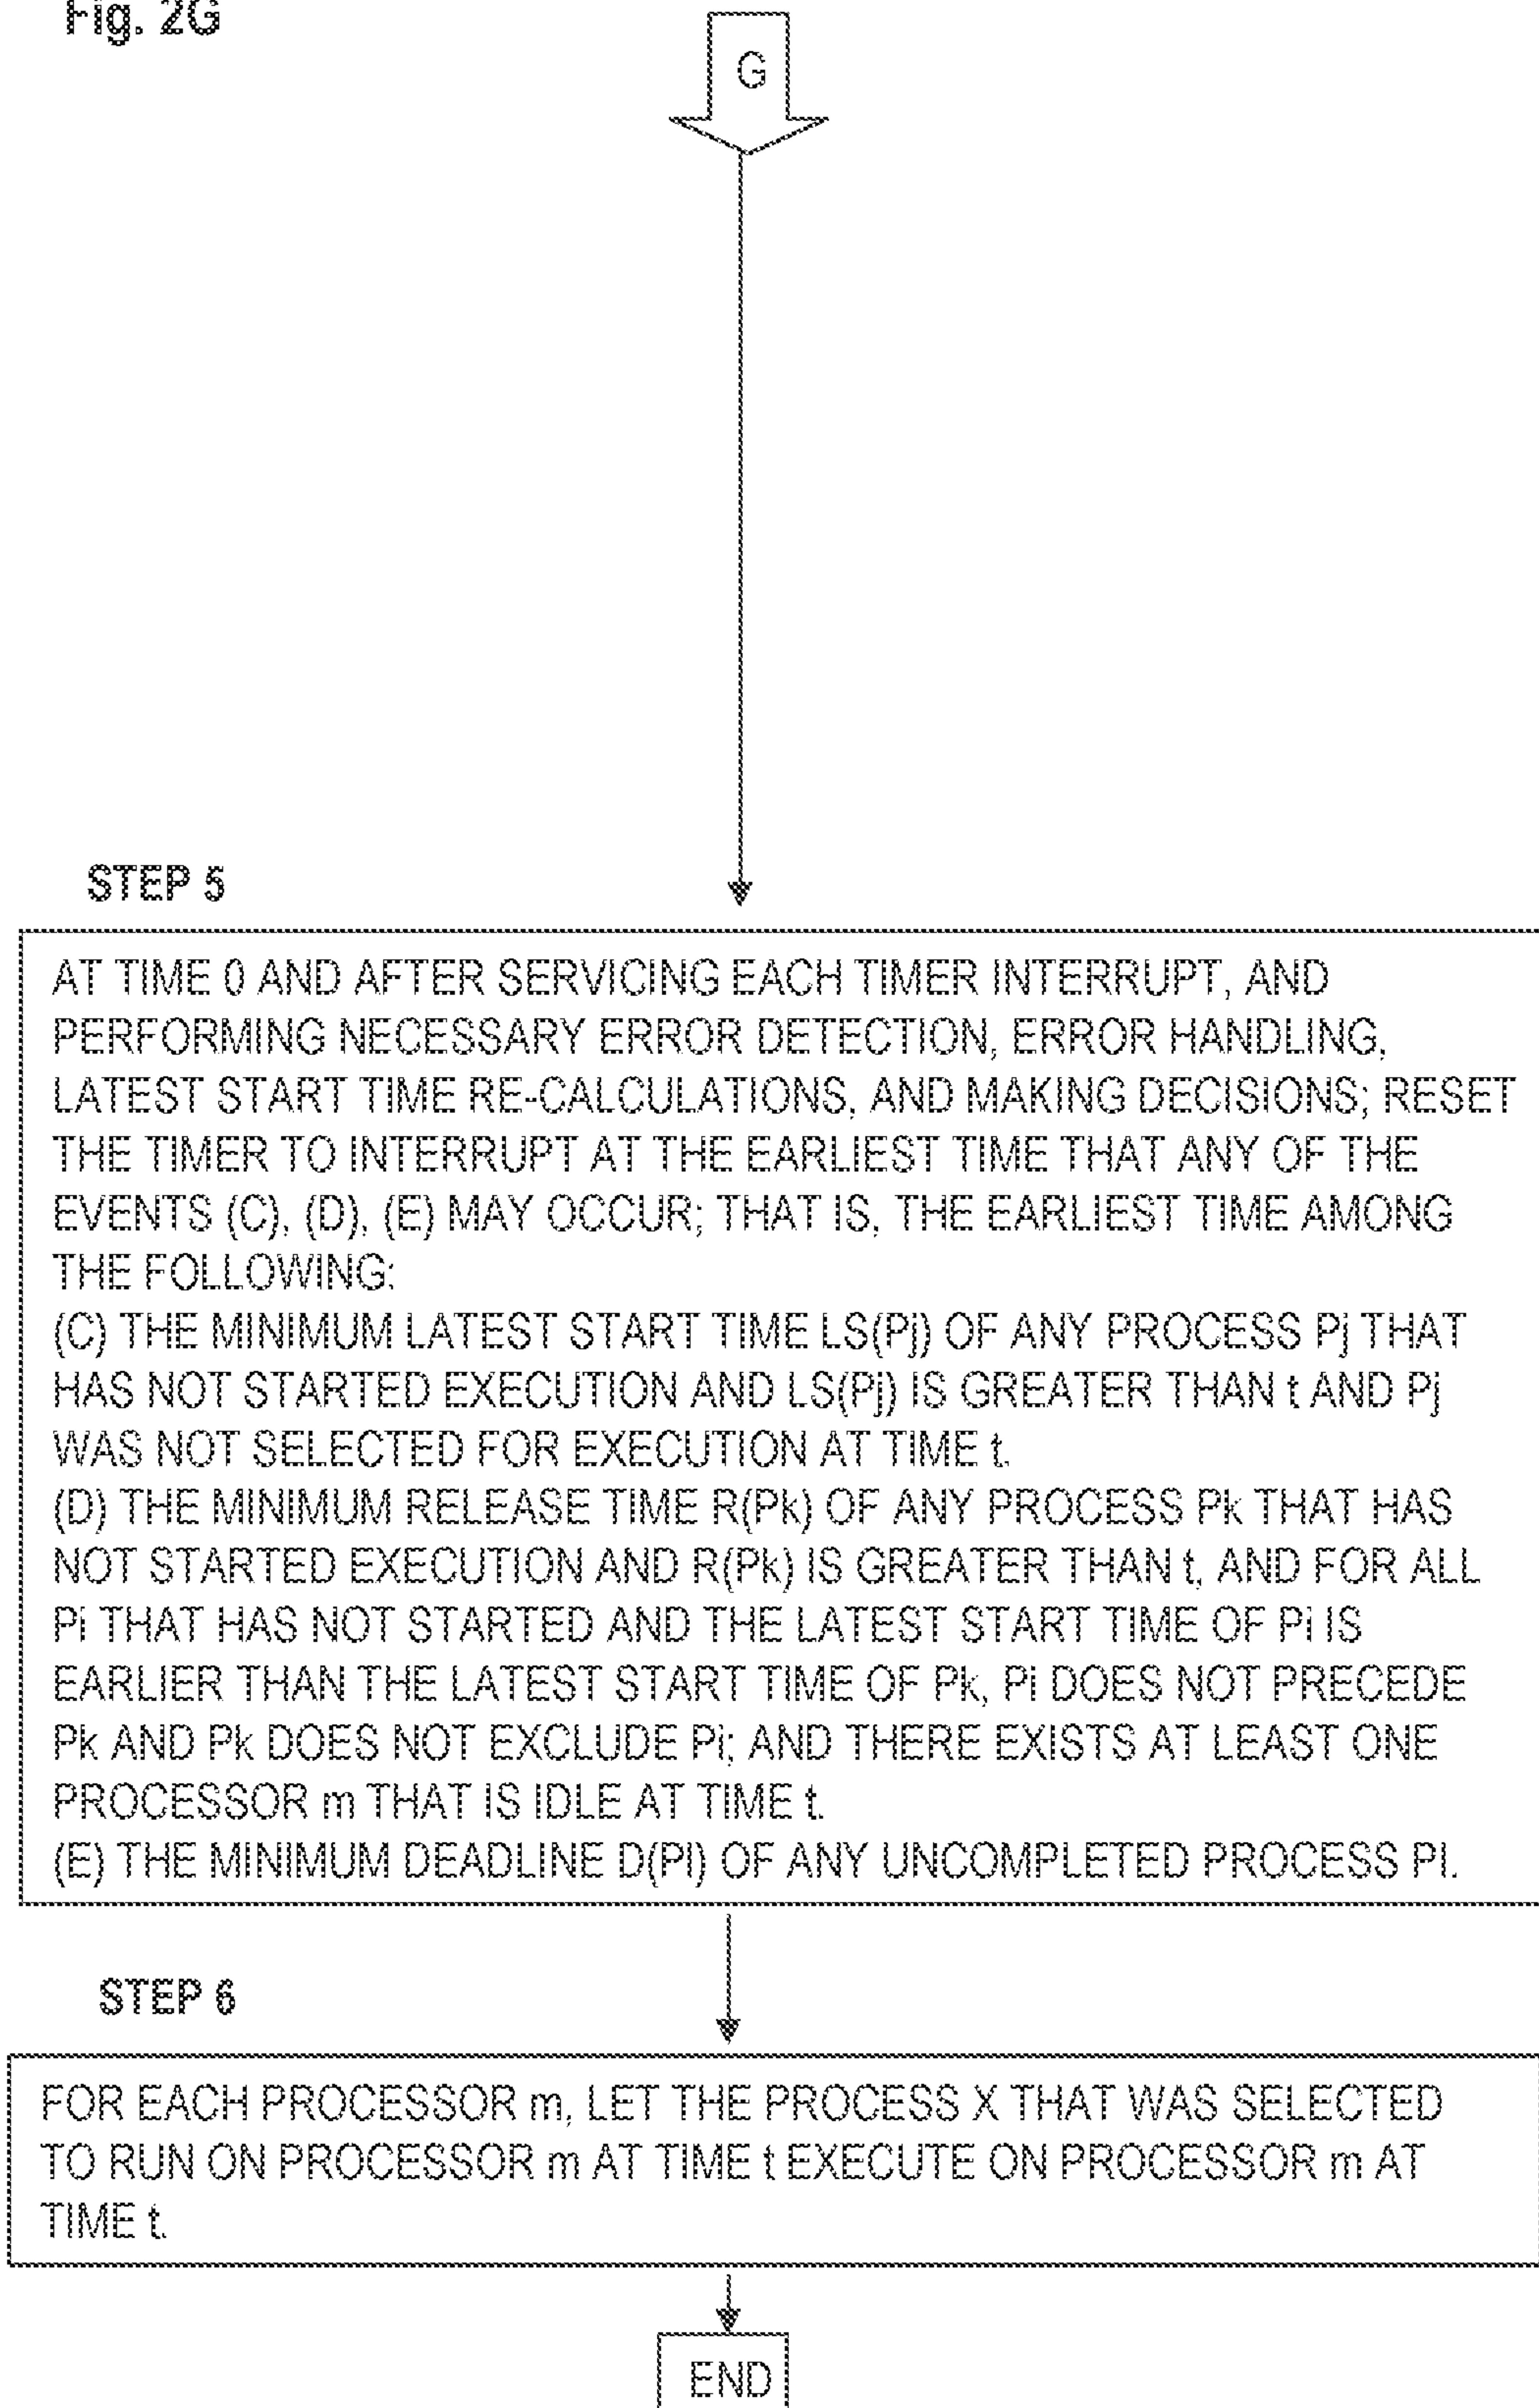 Fig. 2G
G
STEP 5
AT TIME 0 AND AFTER SERVICING EACH TIMER INTERRUPT, AND
PERFORMING NECESSARY ERROR DETECTION, ERROR HANDLING,
LATEST START TIME RE-CALCULATIONS, AND MAKING DECISIONS; RESET
THE TIMER TO INTERRUPT AT THE EARLIEST TIME THAT ANY OF THE
EVENTS (C), (D), (E) MAY OCCUR; THAT IS, THE EARLIEST TIME AMONG
THE FOLLOWING:
(C) THE MINIMUM LATEST START TIME LS(Pj) OF ANY PROCESS Pj THAT
HAS NOT STARTED EXECUTION AND LS(Pj) IS GREATER THAN t AND Pj
WAS NOT SELECTED FOR EXECUTION AT TIME t.
(D) THE MINIMUM RELEASE TIME R(Pk) OF ANY PROCESS Pk THAT HAS
NOT STARTED EXECUTION AND R(Pk) IS GREATER THAN t, AND FOR ALL
Pi THAT HAS NOT STARTED AND THE LATEST START TIME OF Pi IS
EARLIER THAN THE LATEST START TIME OF Pk, Pi DOES NOT PRECEDE
Pk AND Pk DOES NOT EXCLUDE Pi; AND THERE EXISTS AT LEAST ONE
PROCESSOR m THAT IS IDLE AT TIME t.
(E) THE MINIMUM DEADLINE D(Pl) OF ANY UNCOMPLETED PROCESS Pl.
STEP 6
FOR EACH PROCESSOR m, LET THE PROCESS X THAT WAS SELECTED
TO RUN ON PROCESSOR m AT TIME t EXECUTE ON PROCESSOR m AT
TIME t.
END